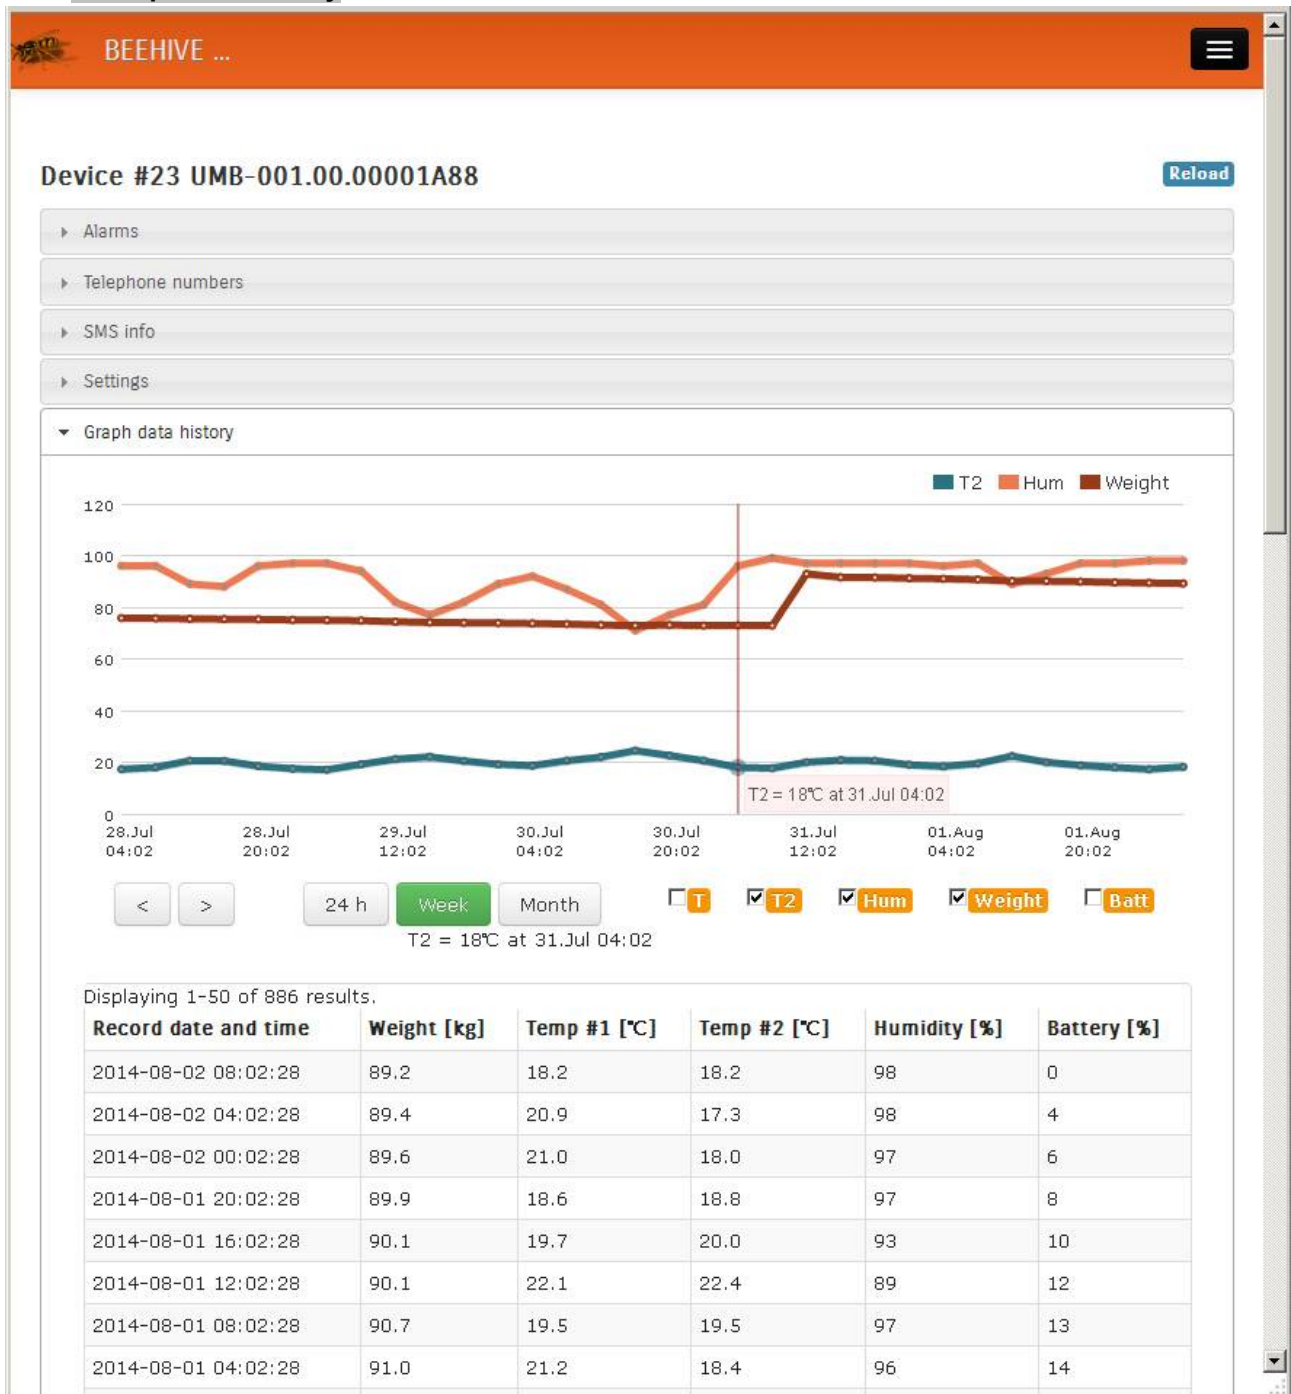 BEEHIVE ...
Device #23 UMB-001.00.00001A88
Reload
Alarms
Telephone numbers
SMS info
Settings
Graph data history
T2 Hum Weight
120
100
80
60
40
20
0
T2 = 18℃ at 31.Jul 04:02
28.Jul 28.Jul 29.Jul 30.Jul 30.Jul 31.Jul 01.Aug 01.Aug
04:02 20:02 12:02 04:02 20:02 12:02 04:02 20:02
< > 24 h Week Month T T2 Hum Weight Batt
T2 = 18℃ at 31.Jul 04:02
Displaying 1-50 of 886 results.
Record date and time Weight [kg] Temp #1 [℃] Temp #2 [℃] Humidity [%] Battery [%]
2014-08-02 08:02:28 89.2 18.2 18.2 98 0
2014-08-02 04:02:28 89.4 20.9 17.3 98 4
2014-08-02 00:02:28 89.6 21.0 18.0 97 6
2014-08-01 20:02:28 89.9 18.6 18.8 97 8
2014-08-01 16:02:28 90.1 19.7 20.0 93 10
2014-08-01 12:02:28 90.1 22.1 22.4 89 12
2014-08-01 08:02:28 90.7 19.5 19.5 97 13
2014-08-01 04:02:28 91.0 21.2 18.4 96 14